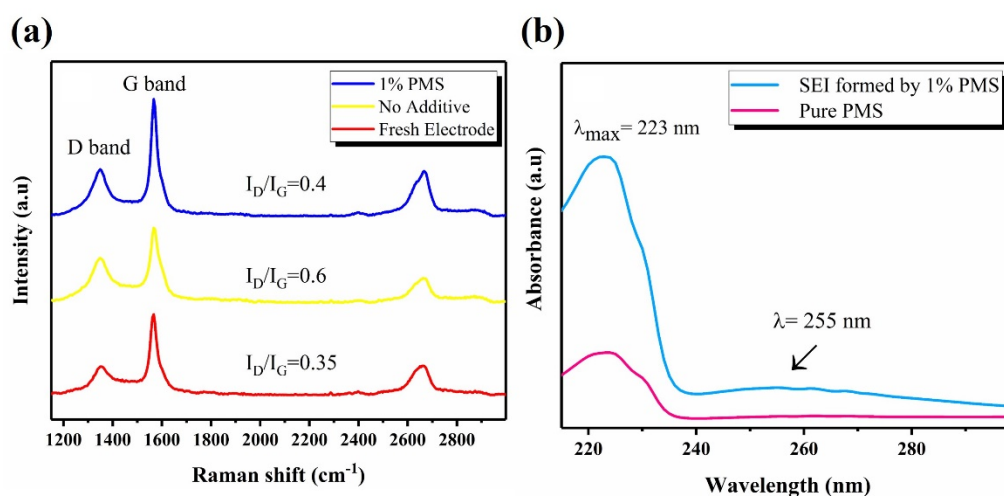 (a)
G band
D band
1% PMS
No Additive
Fresh Electrode
I_D/I_G=0.4
I_D/I_G=0.6
I_D/I_G=0.35
Intensity (a.u)
1200 1400 1600 1800 2000 2200 2400 2600 2800
Raman shift (cm⁻¹)
(b)
SEI formed by 1% PMS
Pure PMS
λmax= 223 nm
λ= 255 nm
Absorbance (a.u)
220 240 260 280
Wavelength (nm)